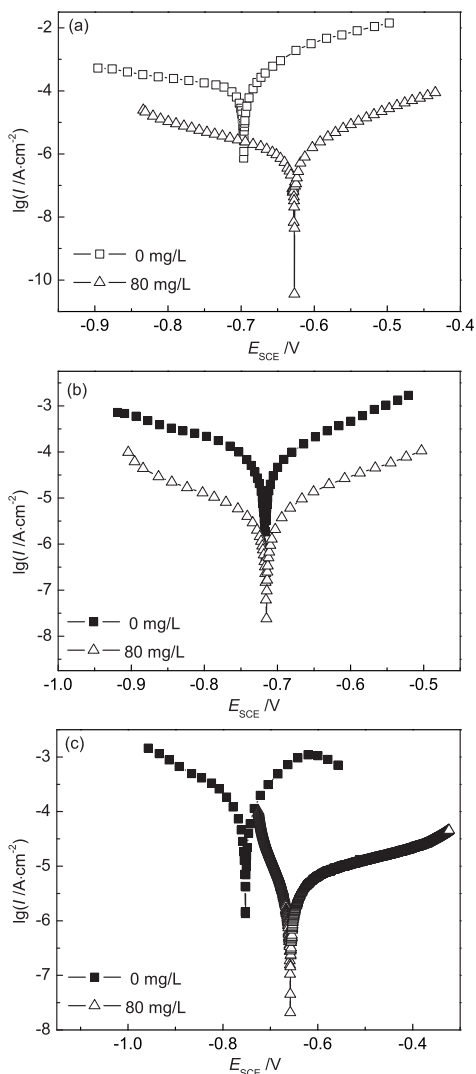 (a)
-2
-4
-6
-8
-10
lg(I /A·cm-2)
0 mg/L
80 mg/L
-0.9 -0.8 -0.7 -0.6 -0.5 -0.4
ESCE /V
(b)
-3
-4
-5
-6
-7
-8
lg(I /A·cm-2)
0 mg/L
80 mg/L
-1.0 -0.9 -0.8 -0.7 -0.6 -0.5
ESCE /V
(c)
-3
-4
-5
-6
-7
-8
lg(I /A·cm-2)
0 mg/L
80 mg/L
-1.0 -0.8 -0.6 -0.4
ESCE /V